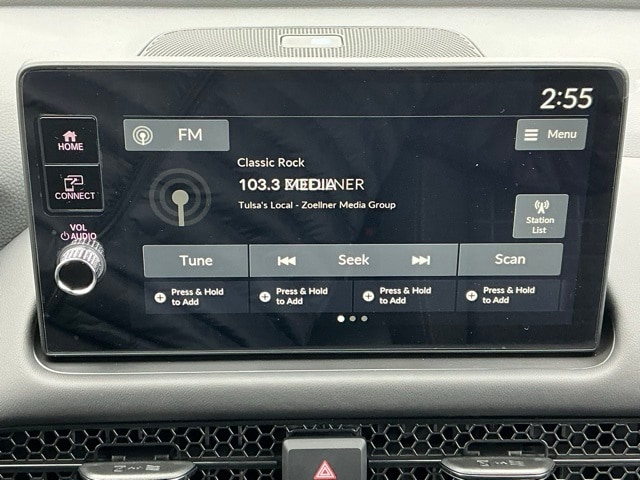 2:55
HOME
FM
Menu
Classic Rock
CONNECT
103.3
Tulsa's Local - Zoellner Media Group
Station
List
VOL
AUDIO
Tune
Seek
Scan
Press & Hold
to Add
Press & Hold
to Add
Press & Hold
to Add
Press & Hold
to Add